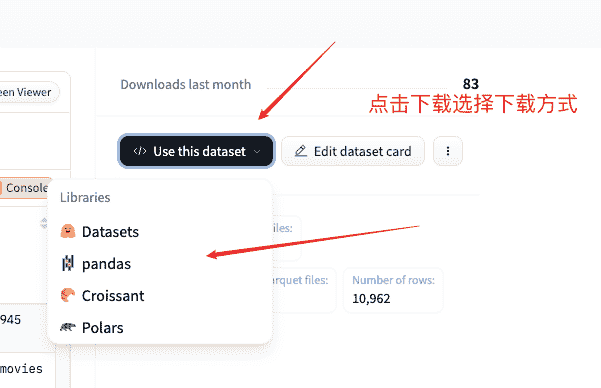 een Viewer
Downloads last month
83
点击下载选择下载方式
Use this dataset
Edit dataset card
Console
Libraries
Datasets
iles:
pandas
Croissant
arquet files:
Number of rows:
10,962
Polars
945
movies